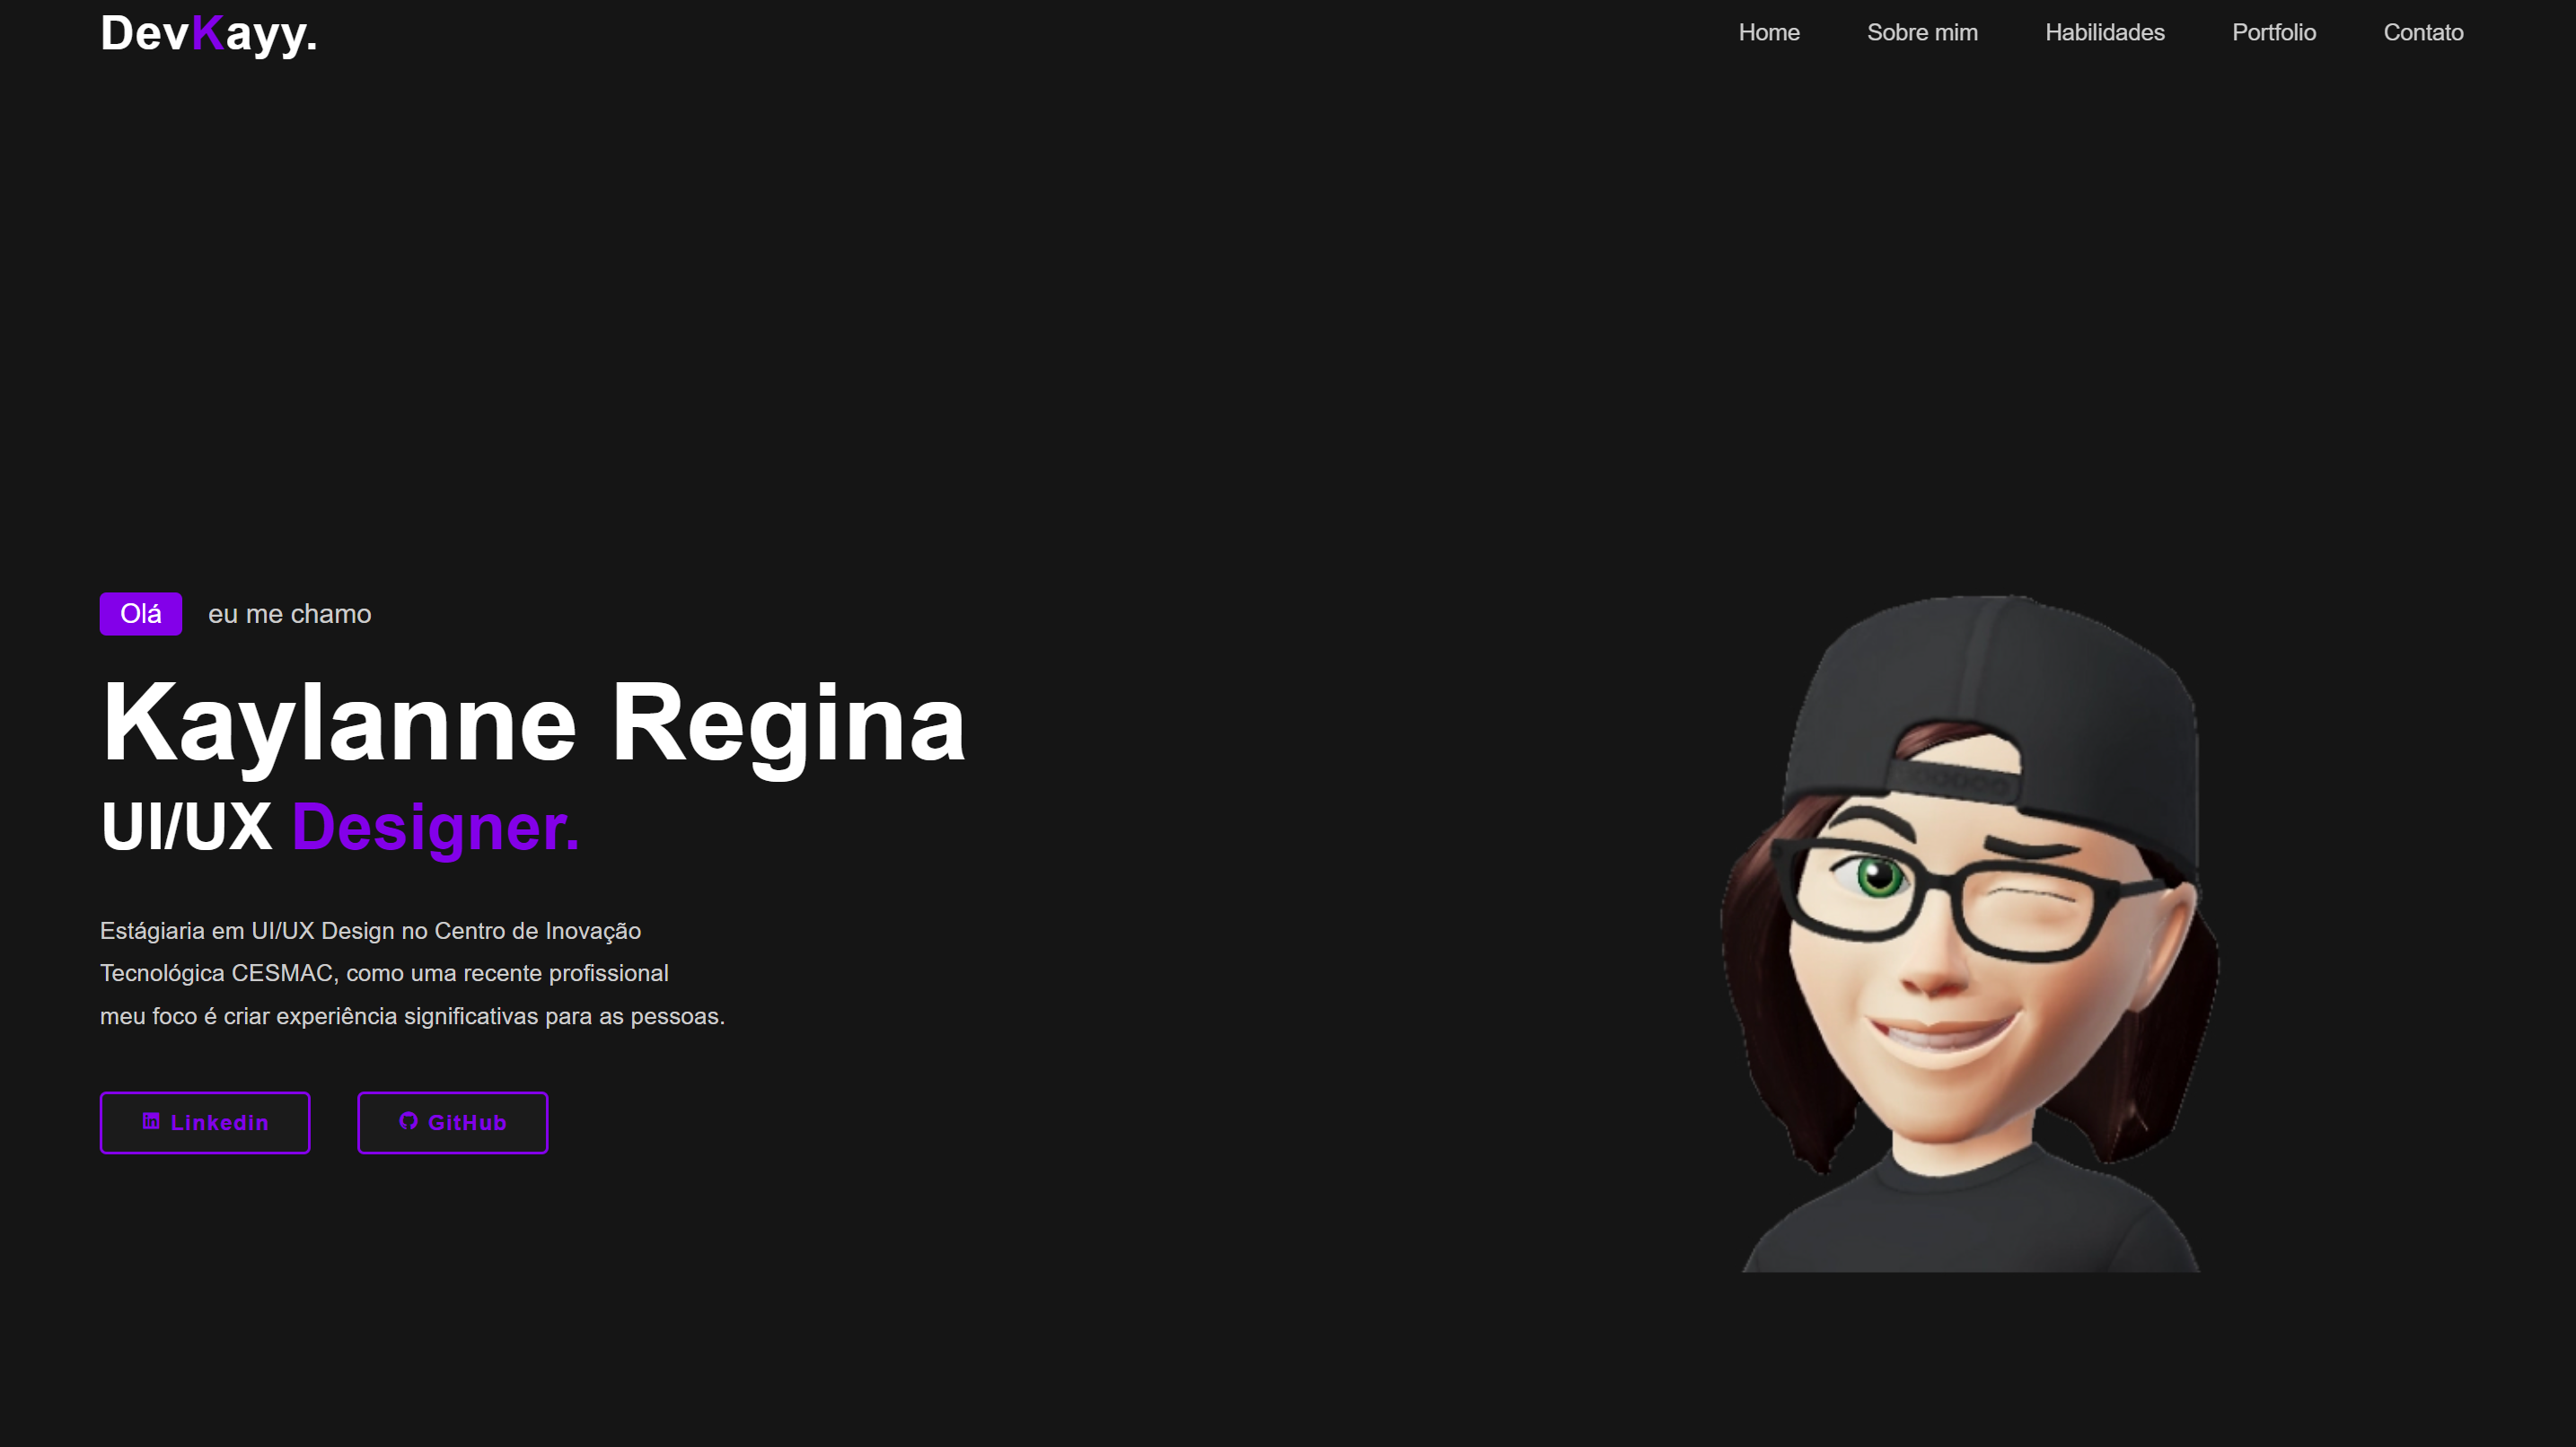 DevKayy.
Home Sobre mim Habilidades Portfolio Contato
Olá eu me chamo
Kaylanne Regina
UI/UX Designer.
Estágiaria em UI/UX Design no Centro de Inovação
Tecnológica CESMAC, como uma recente profissional
meu foco é criar experiência significativas para as pessoas.
Linkedin GitHub